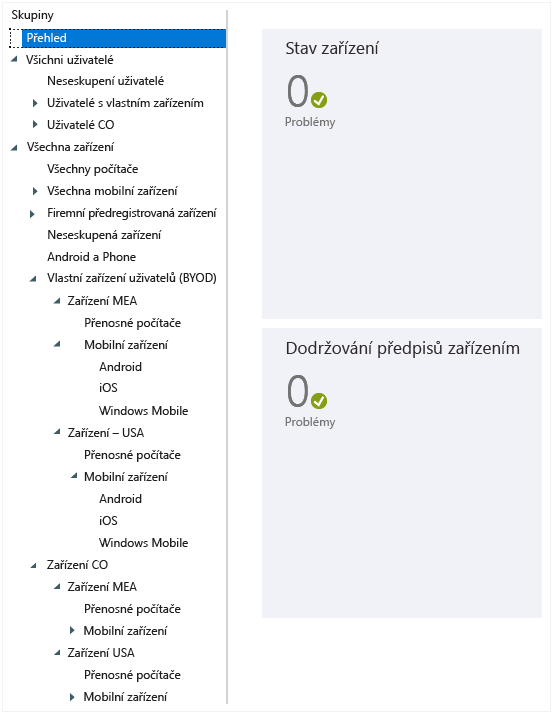 Skupiny
Přehled
Všichni uživatelé
Neseskupení uživatelé
Uživatelé s vlastním zařízením
Uživatelé CO
Všechna zařízení
Všechny počítače
Všechna mobilní zařízení
Firemní předregistrovaná zařízení
Neseskupená zařízení
Android a Phone
Vlastní zařízení uživatelů (BYOD)
Zařízení MEA
Přenosné počítače
Mobilní zařízení
Android
iOS
Windows Mobile
Zařízení – USA
Přenosné počítače
Mobilní zařízení
Android
iOS
Windows Mobile
Zařízení CO
Zařízení MEA
Přenosné počítače
Mobilní zařízení
Zařízení USA
Přenosné počítače
Mobilní zařízení
Stav zařízení
0
Problémy
Dodržování předpisů zařízením
0
Problémy